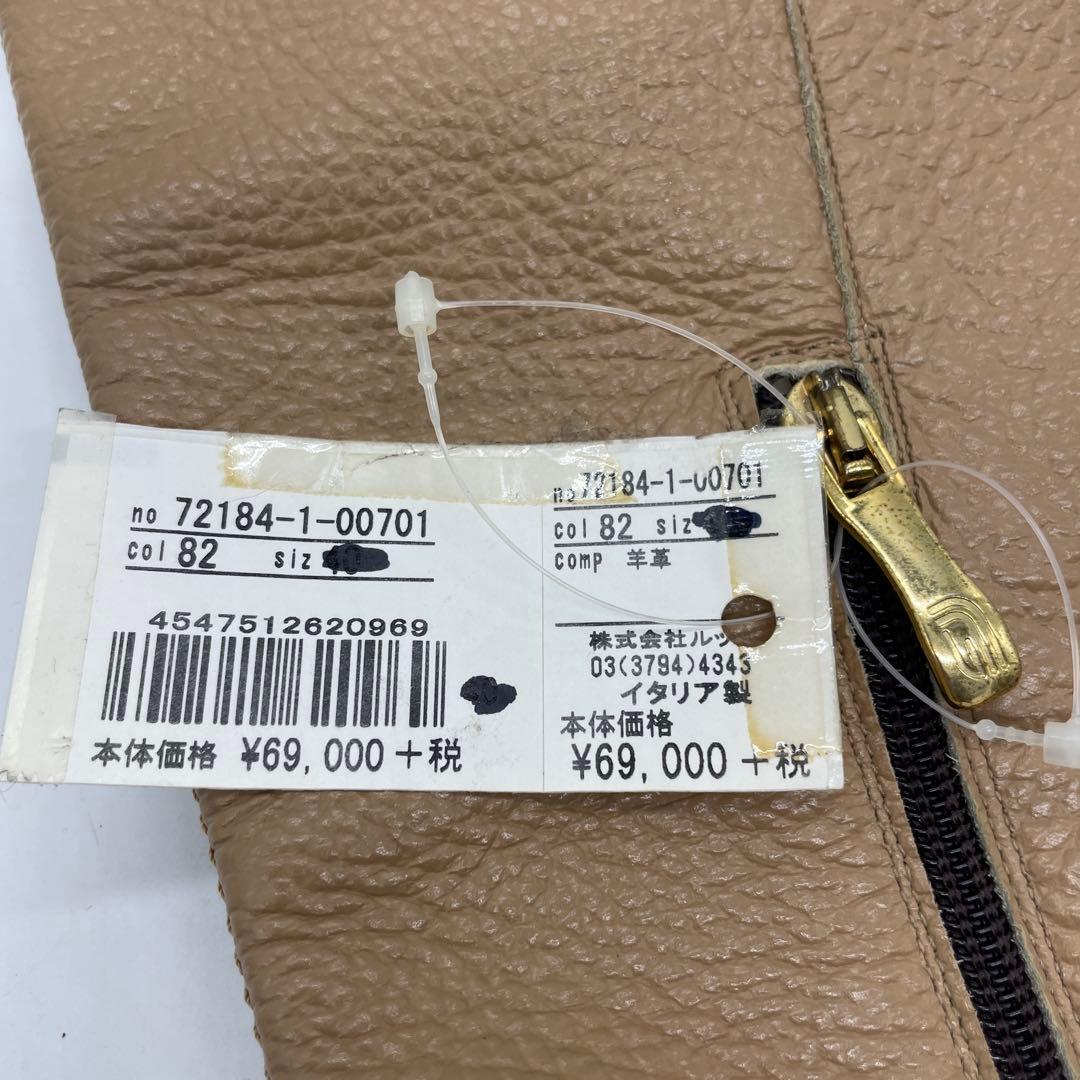 no 72184-1-00701
col 82 siz
4547512620969
本体価格 ¥69,000+税
no 72184-1-00701
col 82 siz
comp 羊革
株式会社ルッ
03(3794)4343
イタリア製
本体価格
¥69,000+税